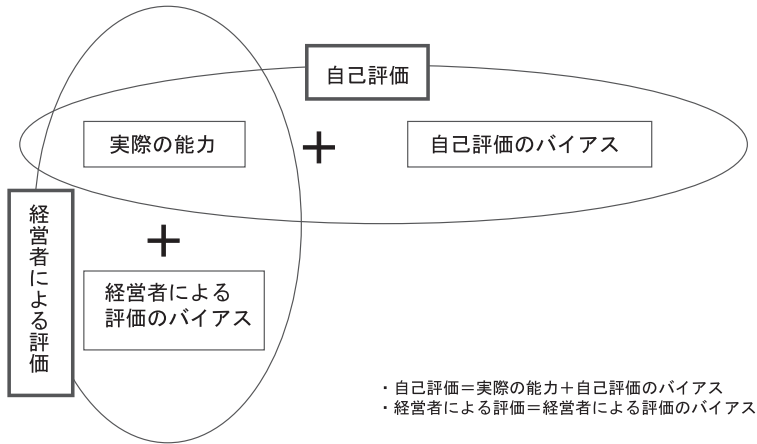 自己評価
実際の能力
+
自己評価のバイアス
+
経営者による評価
経営者による
評価のバイアス
・自己評価＝実際の能力＋自己評価のバイアス
・経営者による評価＝経営者による評価のバイアス